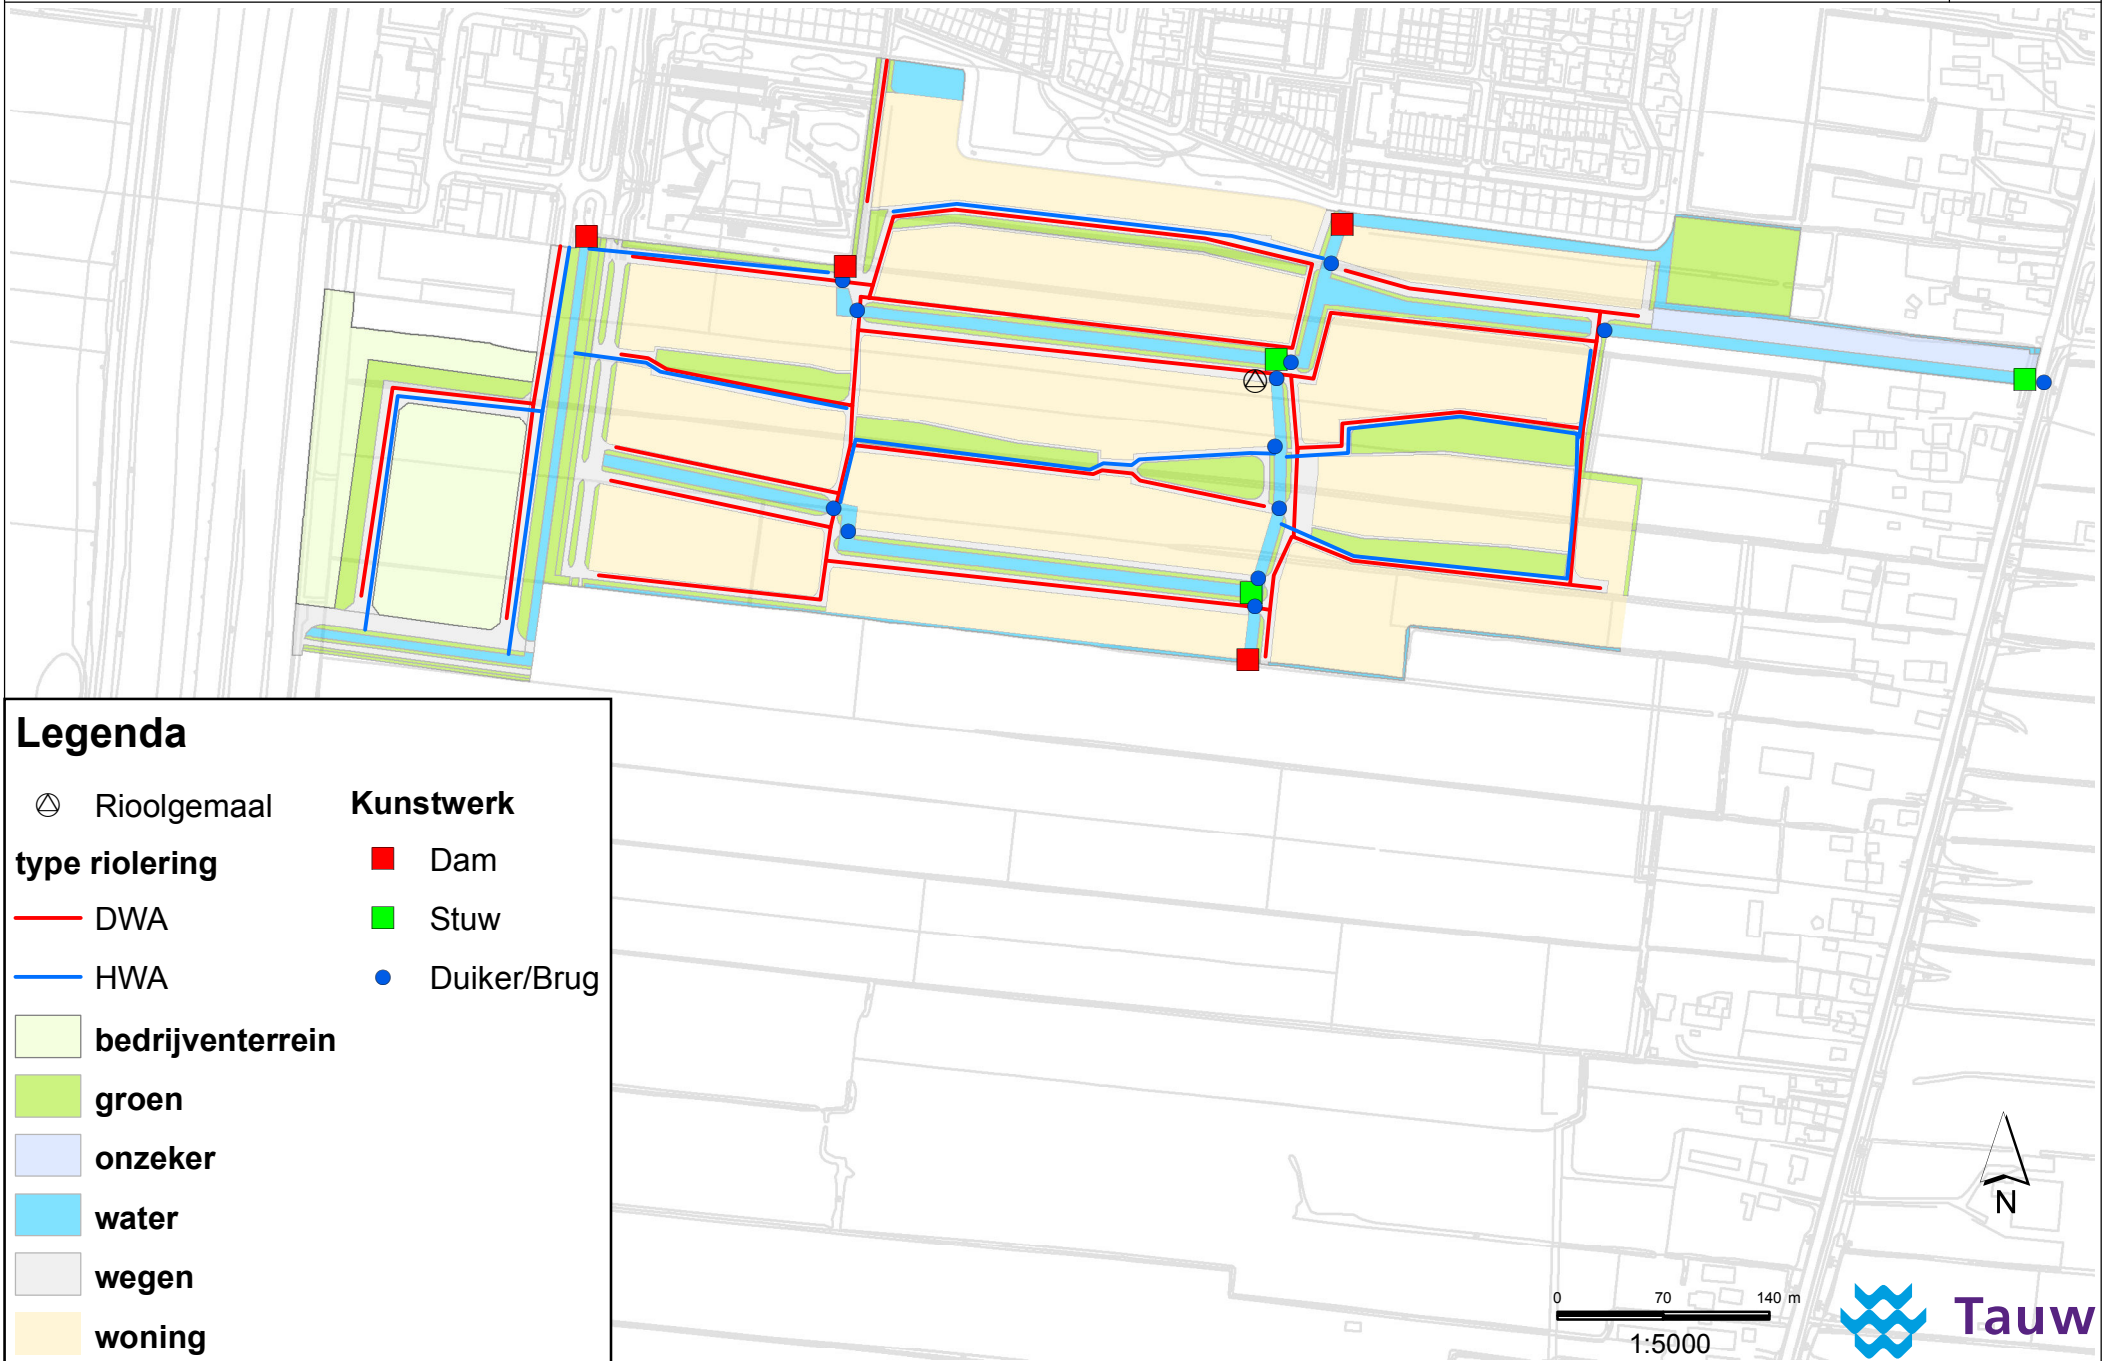 Legenda
Rioolgemaal
type riolering
DWA
HWA
bedrijventerrein
groen
onzeker
water
wegen
woning
Kunstwerk
Dam
Stuw
Duiker/Brug
N
0 70 140 m
1:5000
Tauw